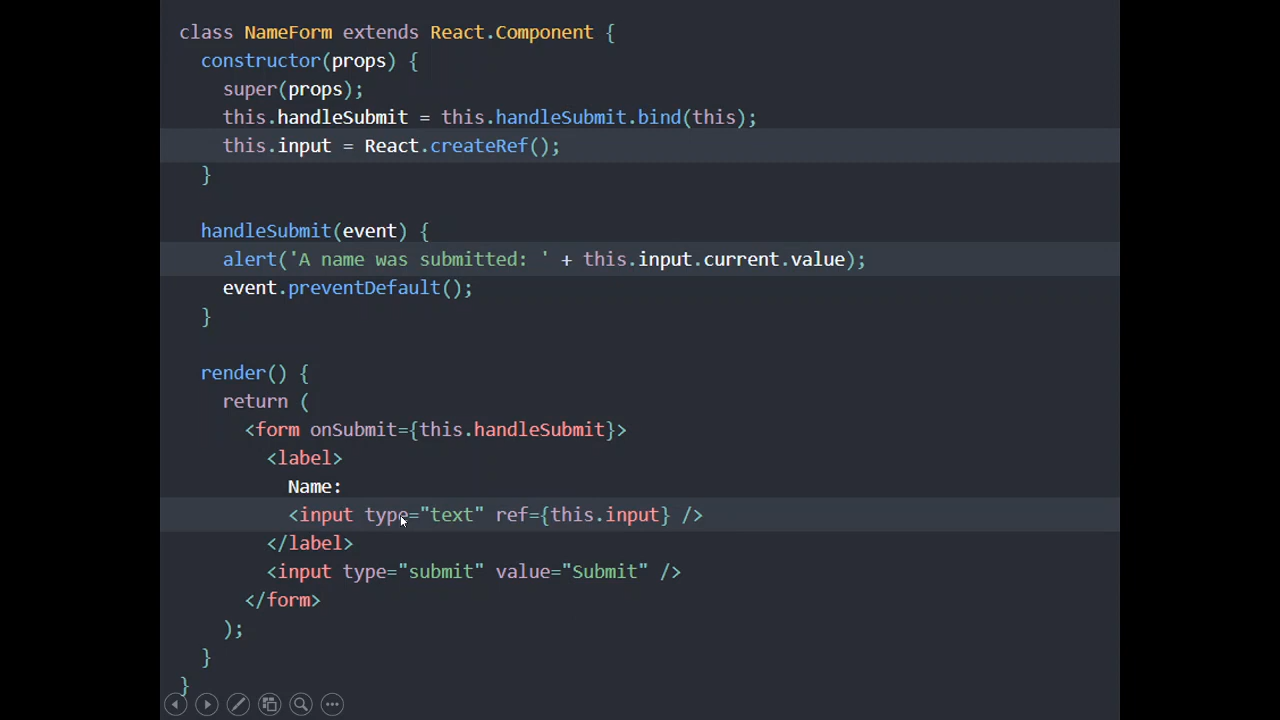 class NameForm extends React.Component {
constructor(props) {
super(props);
this.handleSubmit = this.handleSubmit.bind(this);
this.input = React.createRef();
}
handleSubmit(event) {
alert('A name was submitted: ' + this.input.current.value);
event.preventDefault();
}
render() {
return (
<form onSubmit={this.handleSubmit}>
<label>
Name:
<input type="text" ref={this.input} />
</label>
<input type="submit" value="Submit" />
</form>
);
}
}